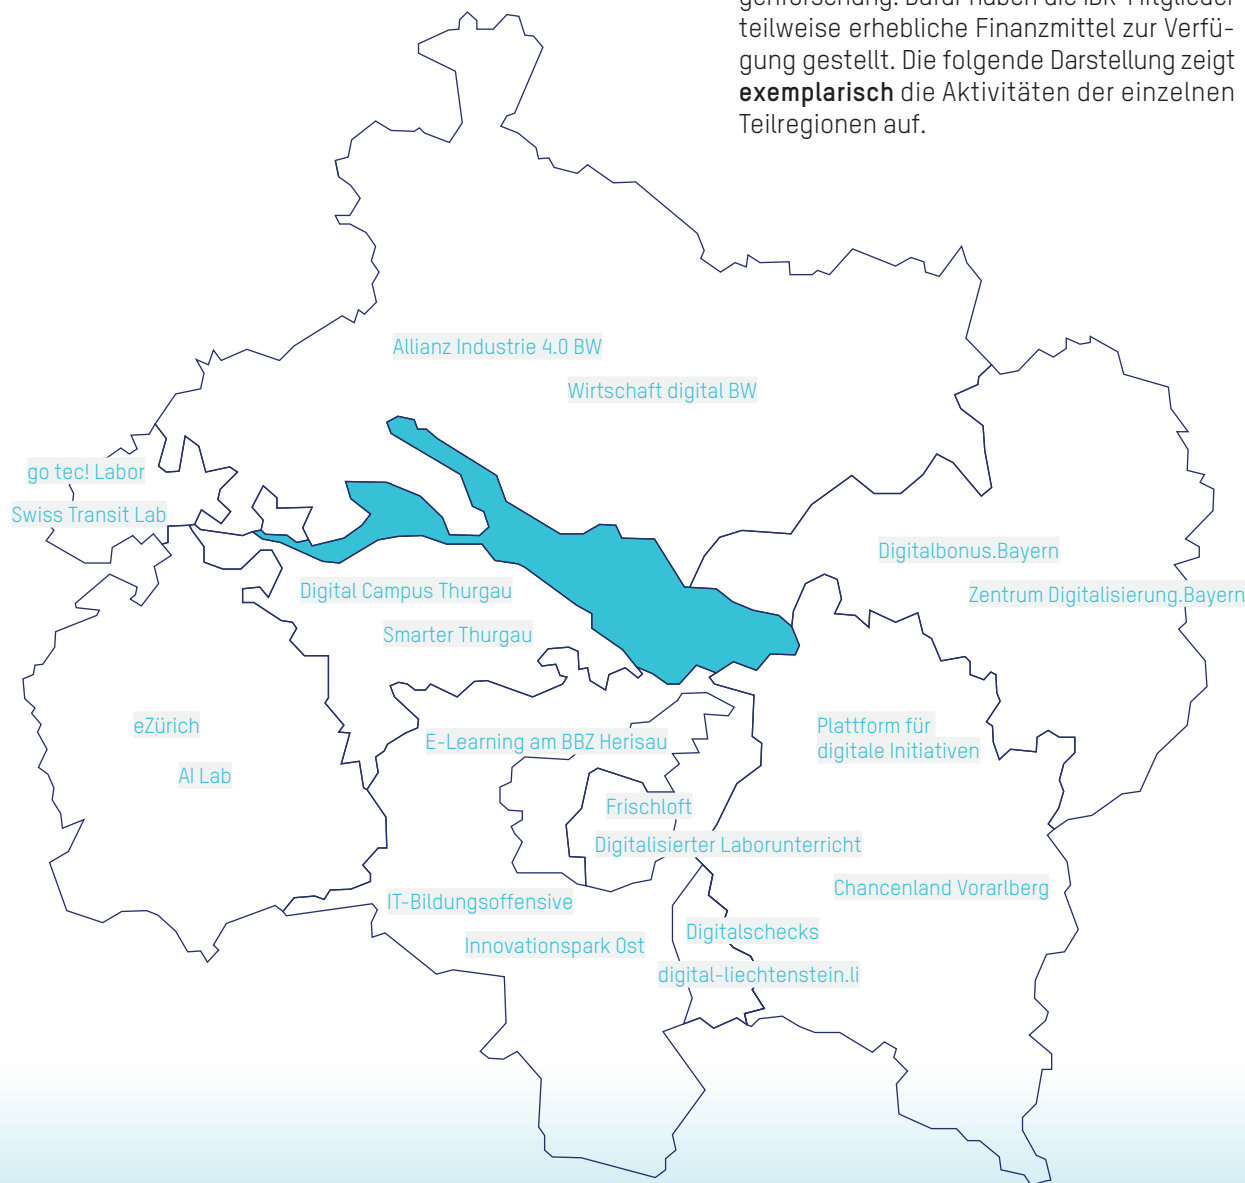 teilweise erhebliche Finanzmittel zur Verfü-
gung gestellt. Die folgende Darstellung zeigt
exemplarisch die Aktivitäten der einzelnen
Teilregionen auf.
Allianz Industrie 4.0 BW
Wirtschaft digital BW
go tec! Labor
Swiss Transit Lab
Digitalbonus.Bayern
Zentrum Digitalisierung.Bayern
Digital Campus Thurgau
Smarter Thurgau
eZürich
AI Lab
E-Learning am BBZ Herisau
Plattform für
digitale Initiativen
Frischloft
Digitalisierter Laborunterricht
Chancenland Vorarlberg
IT-Bildungsoffensive
Innovationspark Ost
Digitalschecks
digital-liechtenstein.li